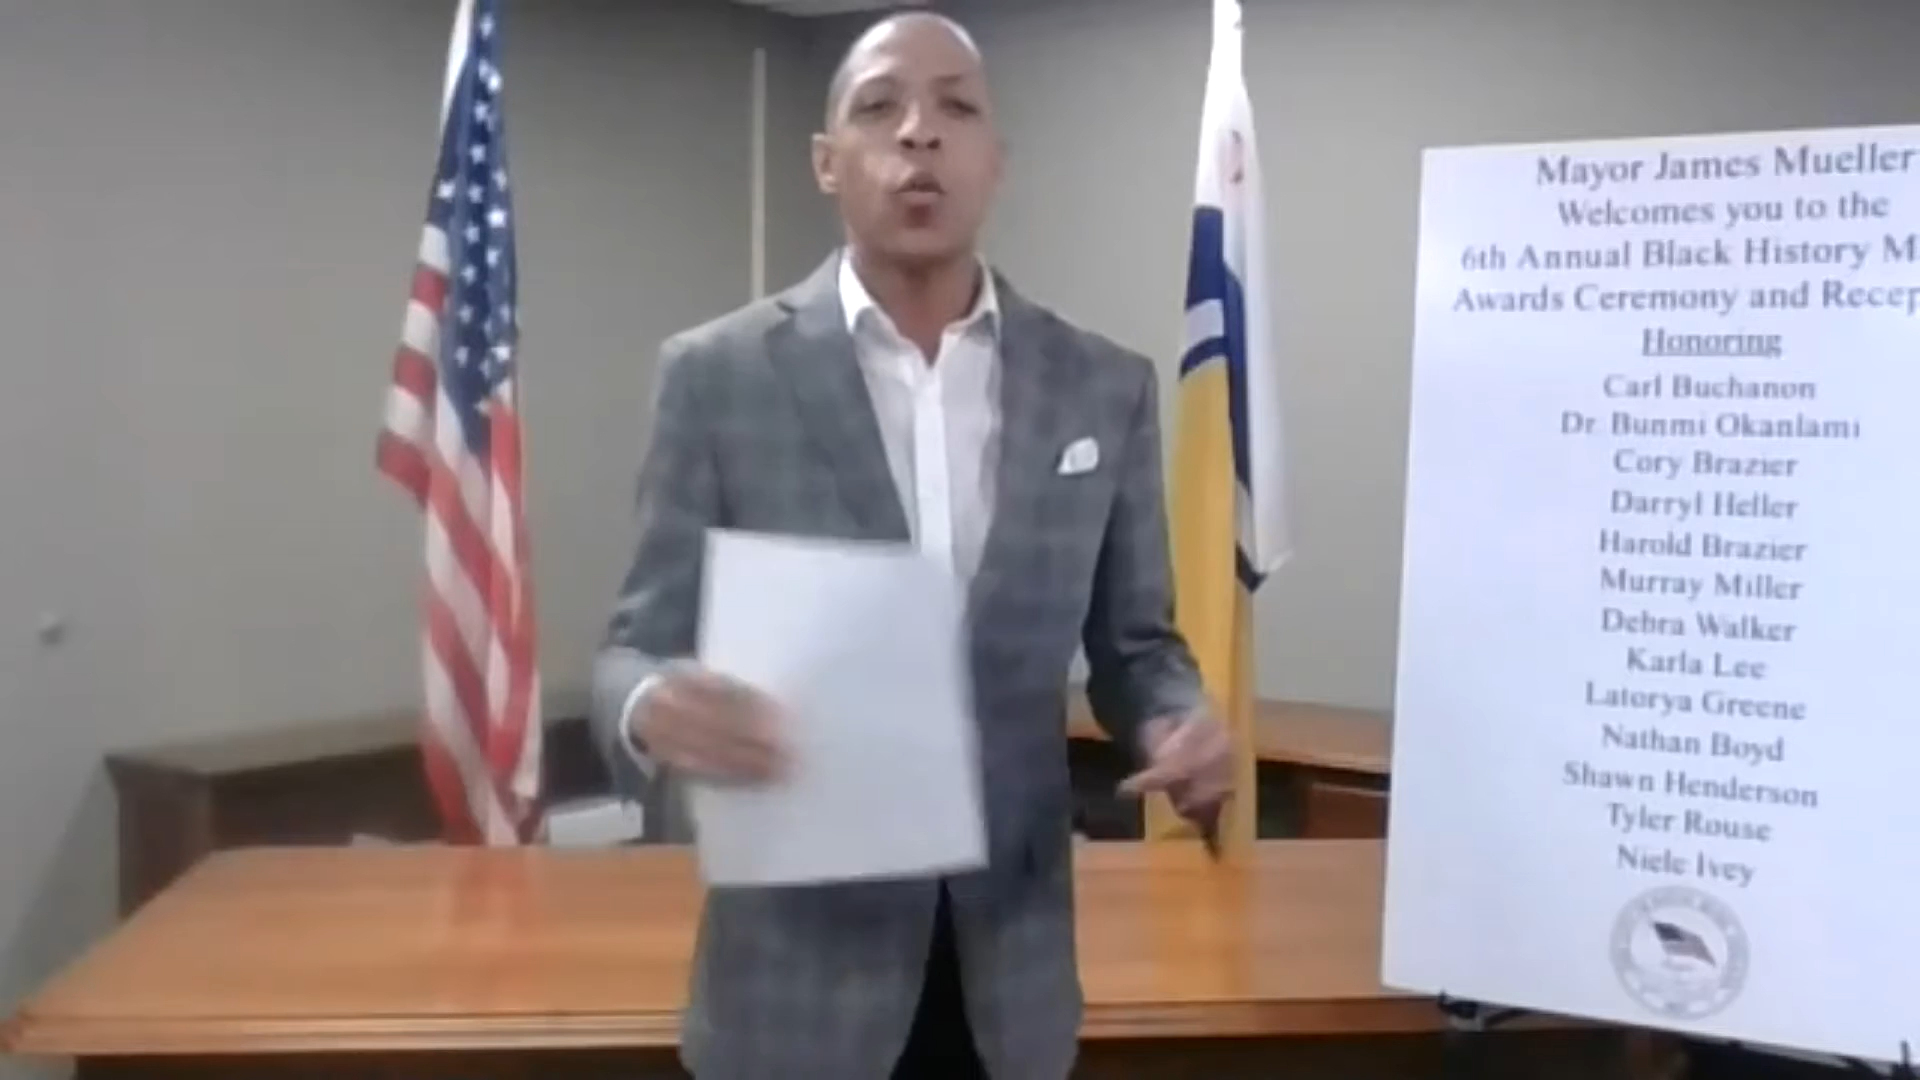 Mayor James Mueller
Welcomes you to the
6th Annual Black History M
Awards Ceremony and Recep
Honoring
Carl Buchanon
Dr. Bunmi Okanlami
Cory Brazier
Darryl Heller
Harold Brazier
Murray Miller
Debra Walker
Karla Lee
Latorya Greene
Nathan Boyd
Shawn Henderson
Tyler Rouse
Niele Ivey